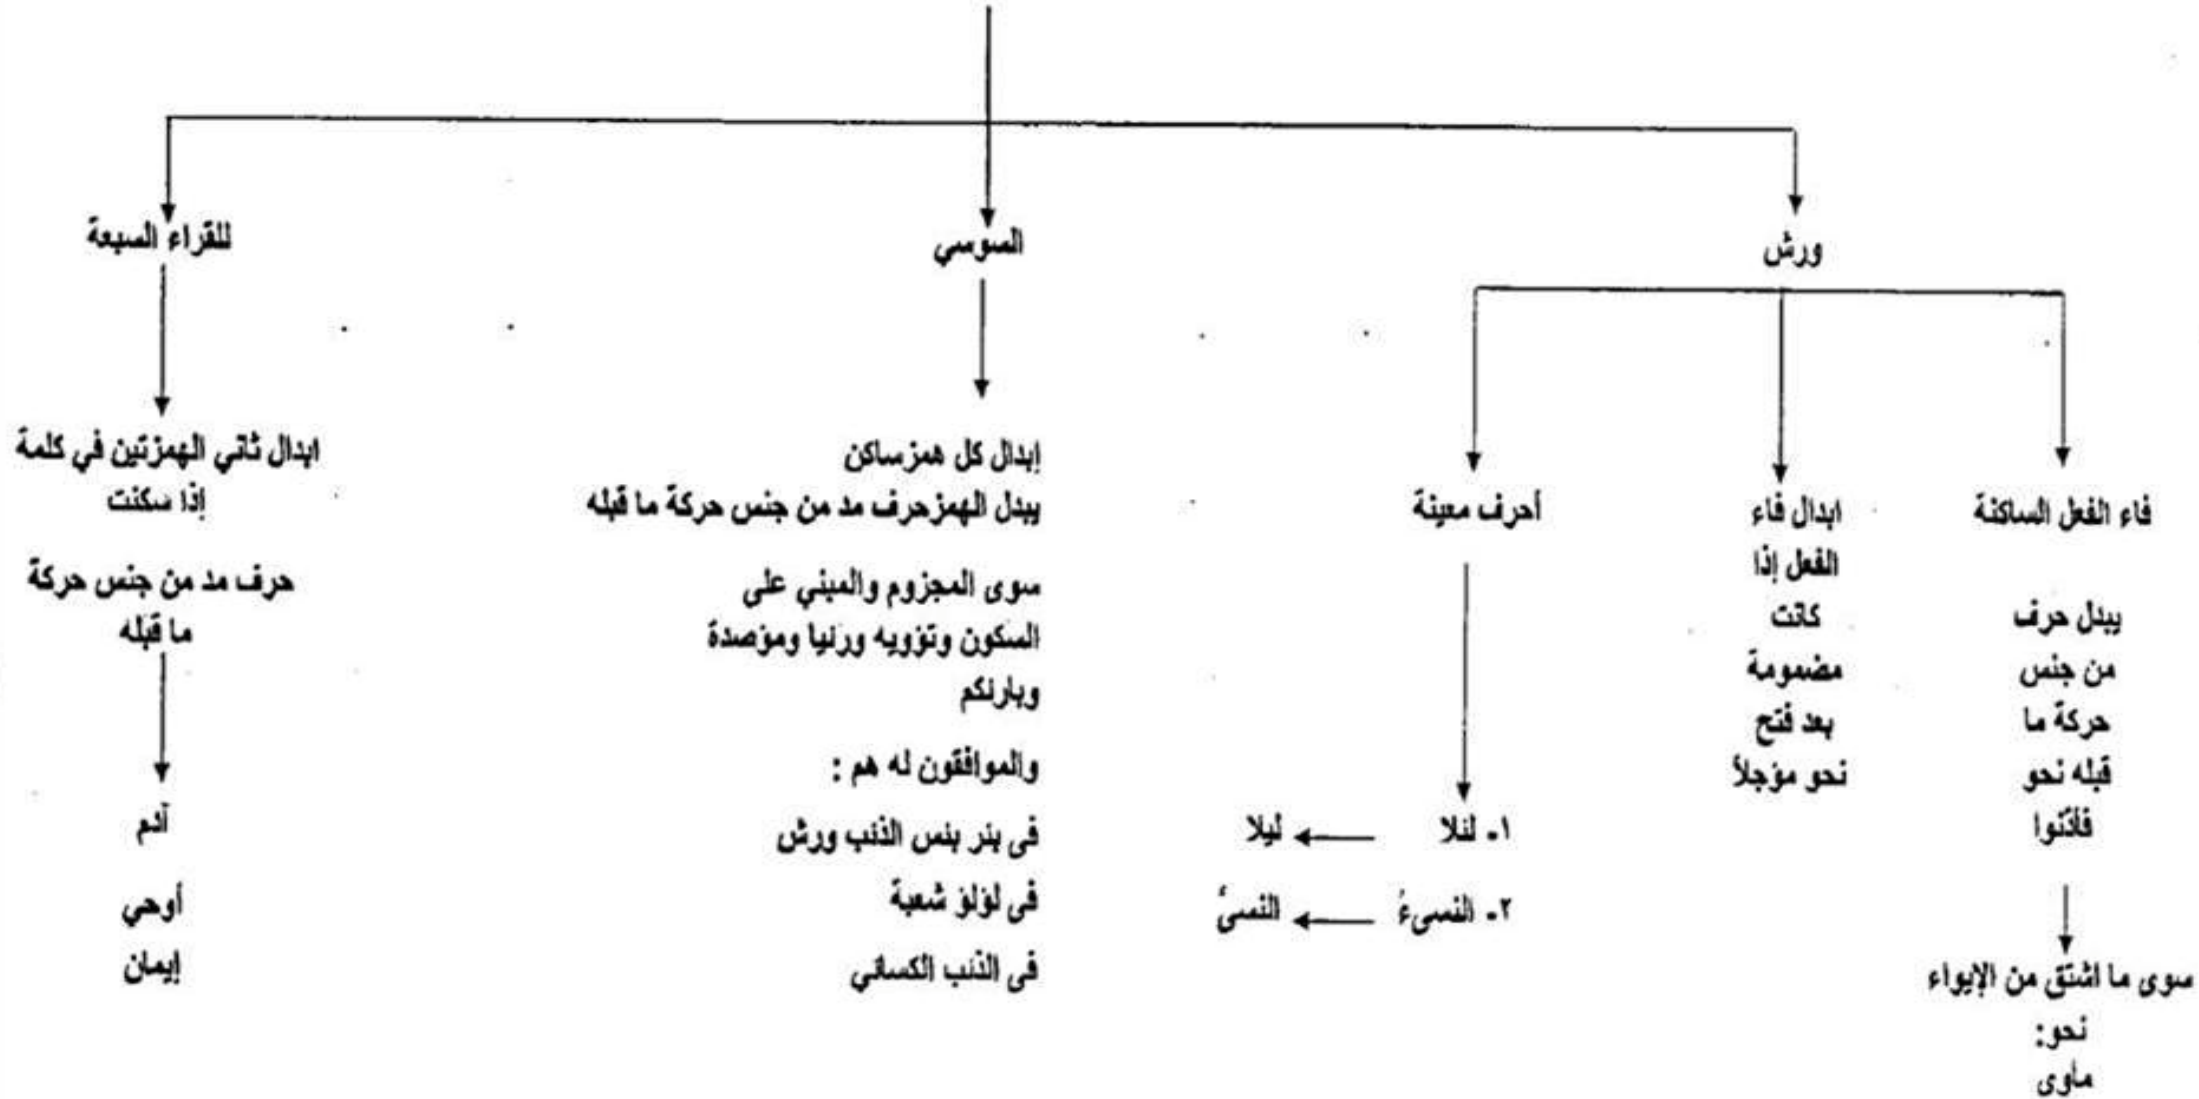 ورش
السوسي
للقراء السبعة
فاء الفعل الساكنة
يبدل حرف
من جنس
حركة ما
قبله نحو
فأتنوا
سوى ما اشتق من الإيواء
نحو:
مأوى
ابدال فاء
الفعل إذا
كانت
مضمومة
بعد فتح
نحو مؤجلاً
أحرف معينة
١. لئلا
ليلا
٢. النسيءُ
النسىُ
إبدال كل همزساكن
يبدل الهمزحرف مد من جنس حركة ما قبله
سوى المجزوم والمبني على
السكون وتؤويه ورئيا ومؤصدة
وبارئكم
والموافقون له هم :
فى بئر بئس الذئب ورش
فى لؤلؤ شعبة
فى الذئب الكسائي
ابدال ثاني الهمزتين في كلمة
إذا سكنت
حرف مد من جنس حركة
ما قبله
آدم
أوحي
إيمان